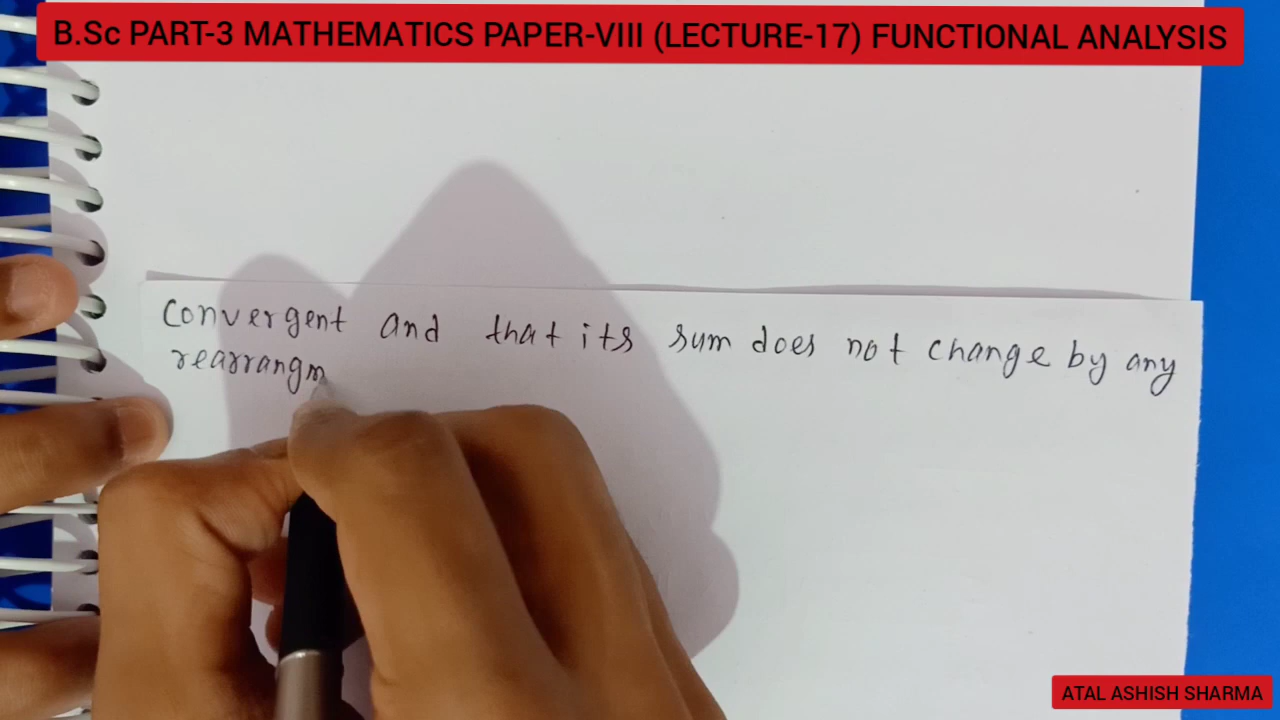 B.Sc PART-3 MATHEMATICS PAPER-VIII (LECTURE-17) FUNCTIONAL ANALYSIS
Convergent and that its sum does not change by any
rearrangm
ATAL ASHISH SHARMA